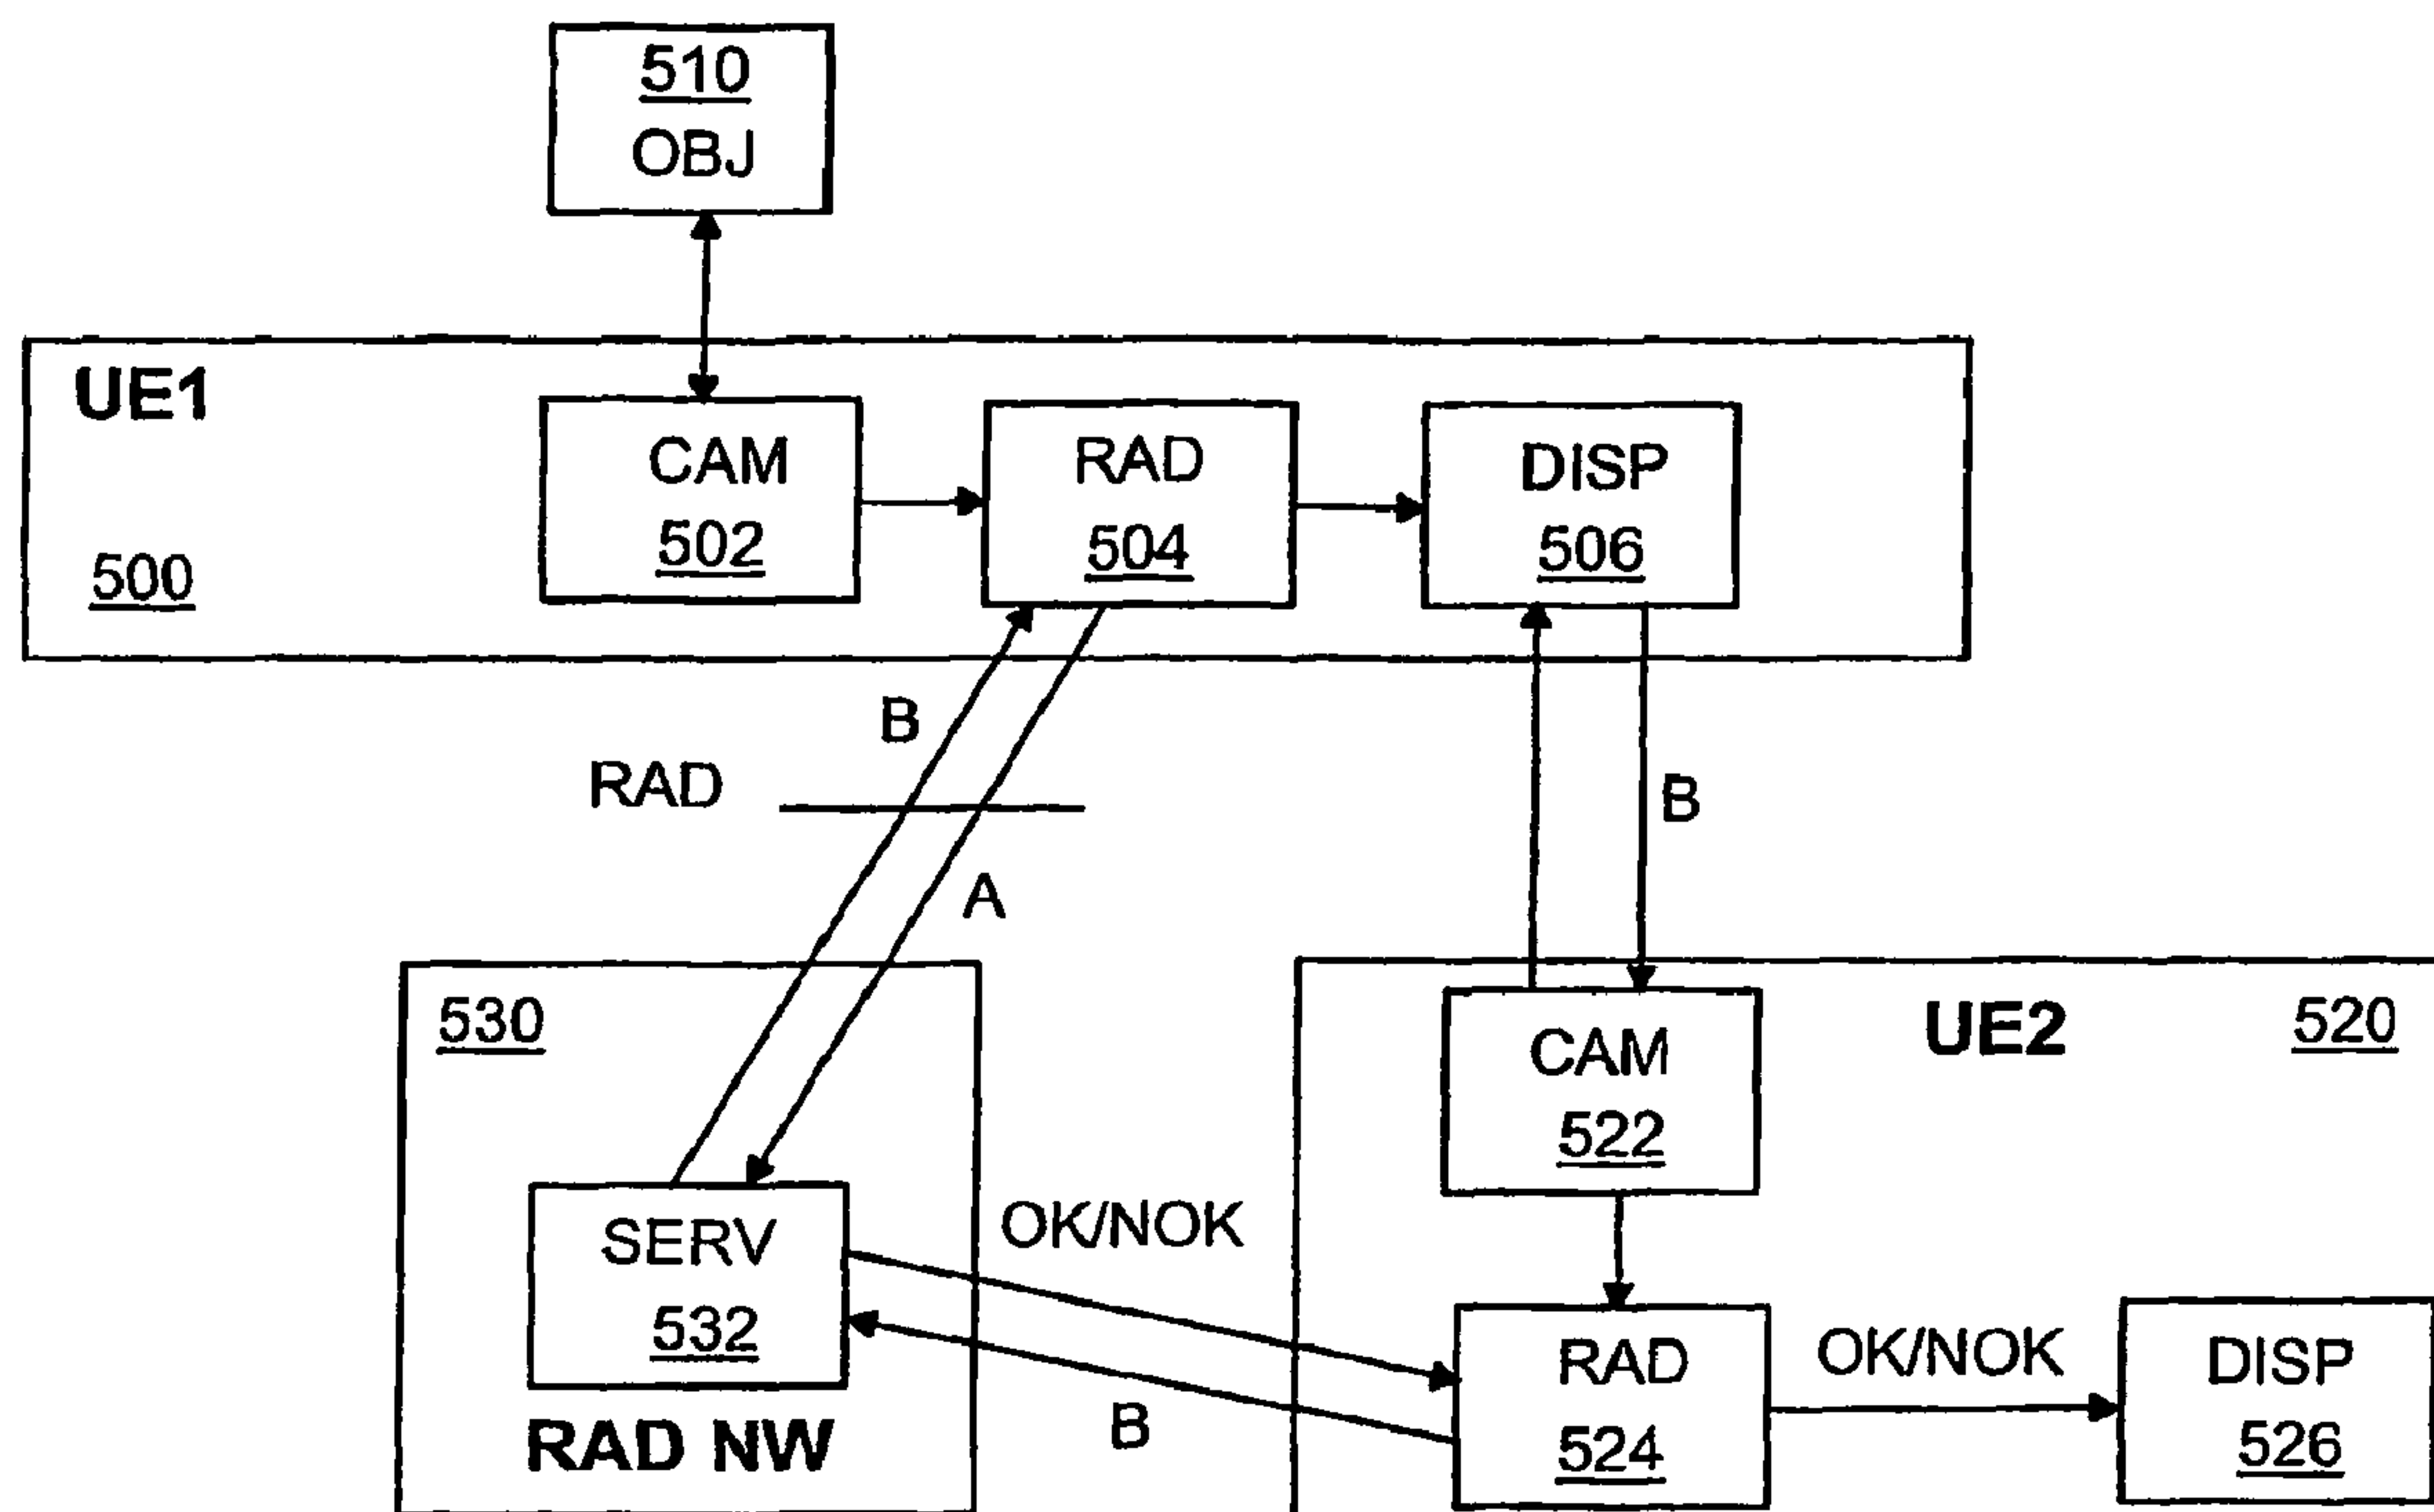 510
OBJ
UE1
500
CAM
502
RAD
504
DISP
506
B
RAD
A
B
530
SERV
532
RAD NW
OK/NOK
B
UE2
520
CAM
522
RAD
524
OK/NOK
DISP
526